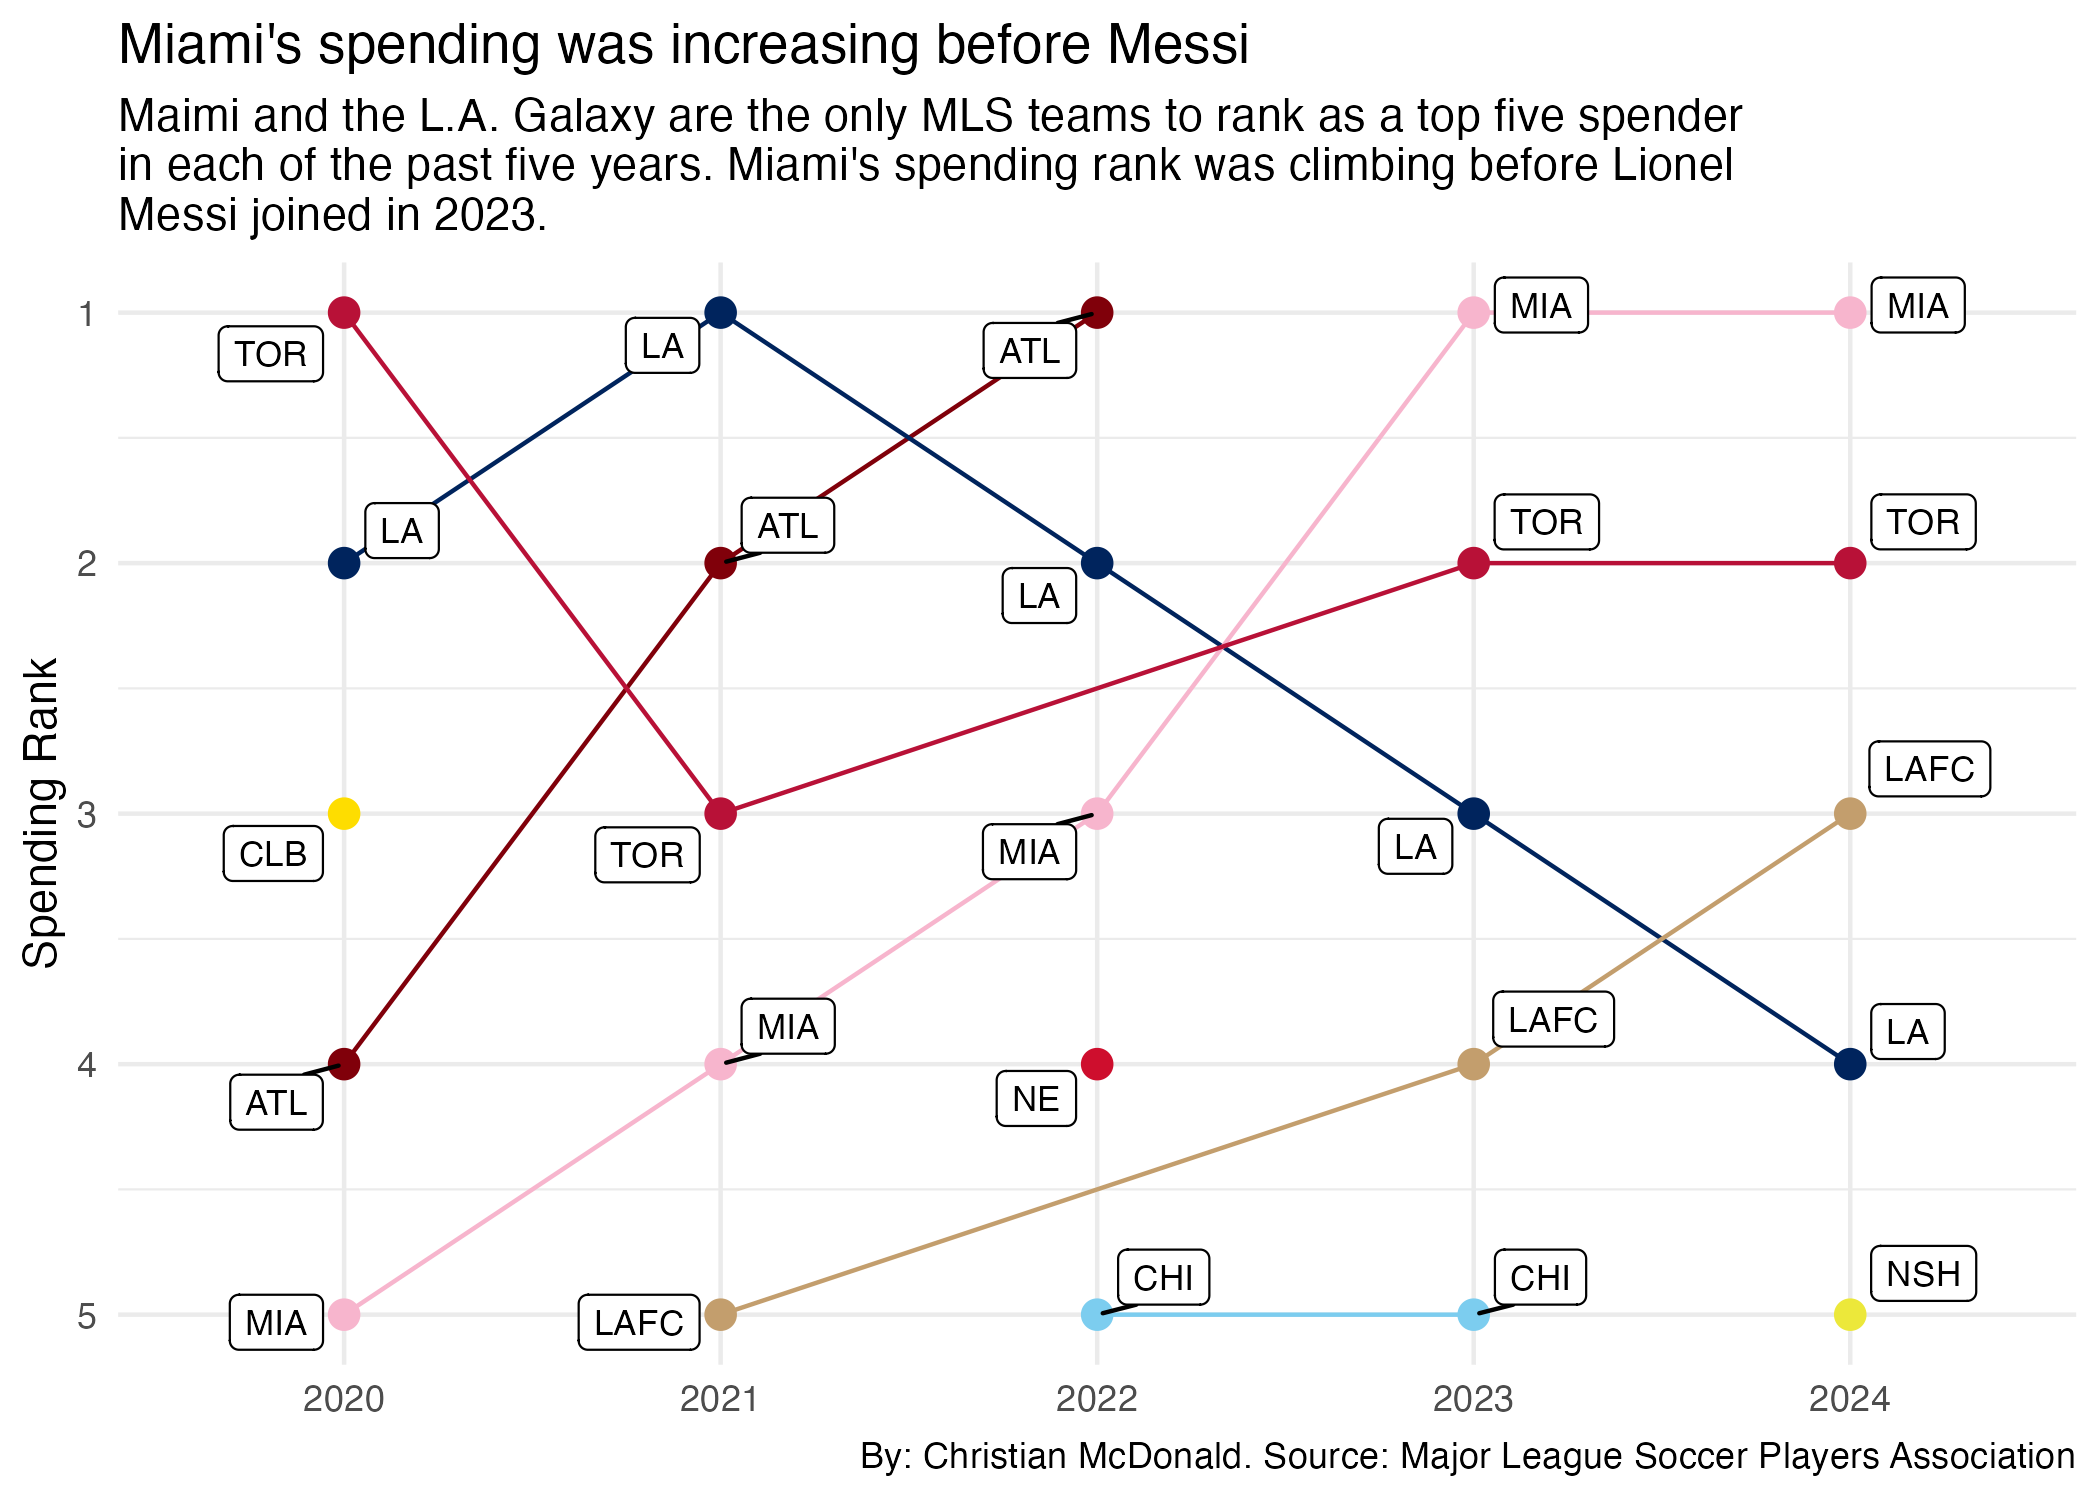 Miami's spending was increasing before Messi
Maimi and the L.A. Galaxy are the only MLS teams to rank as a top five spender
in each of the past five years. Miami's spending rank was climbing before Lionel
Messi joined in 2023.
Spending Rank
1
TOR
LA
ATL
MIA
MIA
2
LA
ATL
LA
TOR
TOR
3
CLB
TOR
MIA
LA
LAFC
4
ATL
MIA
NE
LAFC
LA
5
MIA
LAFC
CHI
CHI
NSH
2020
2021
2022
2023
2024
By: Christian McDonald. Source: Major League Soccer Players Association